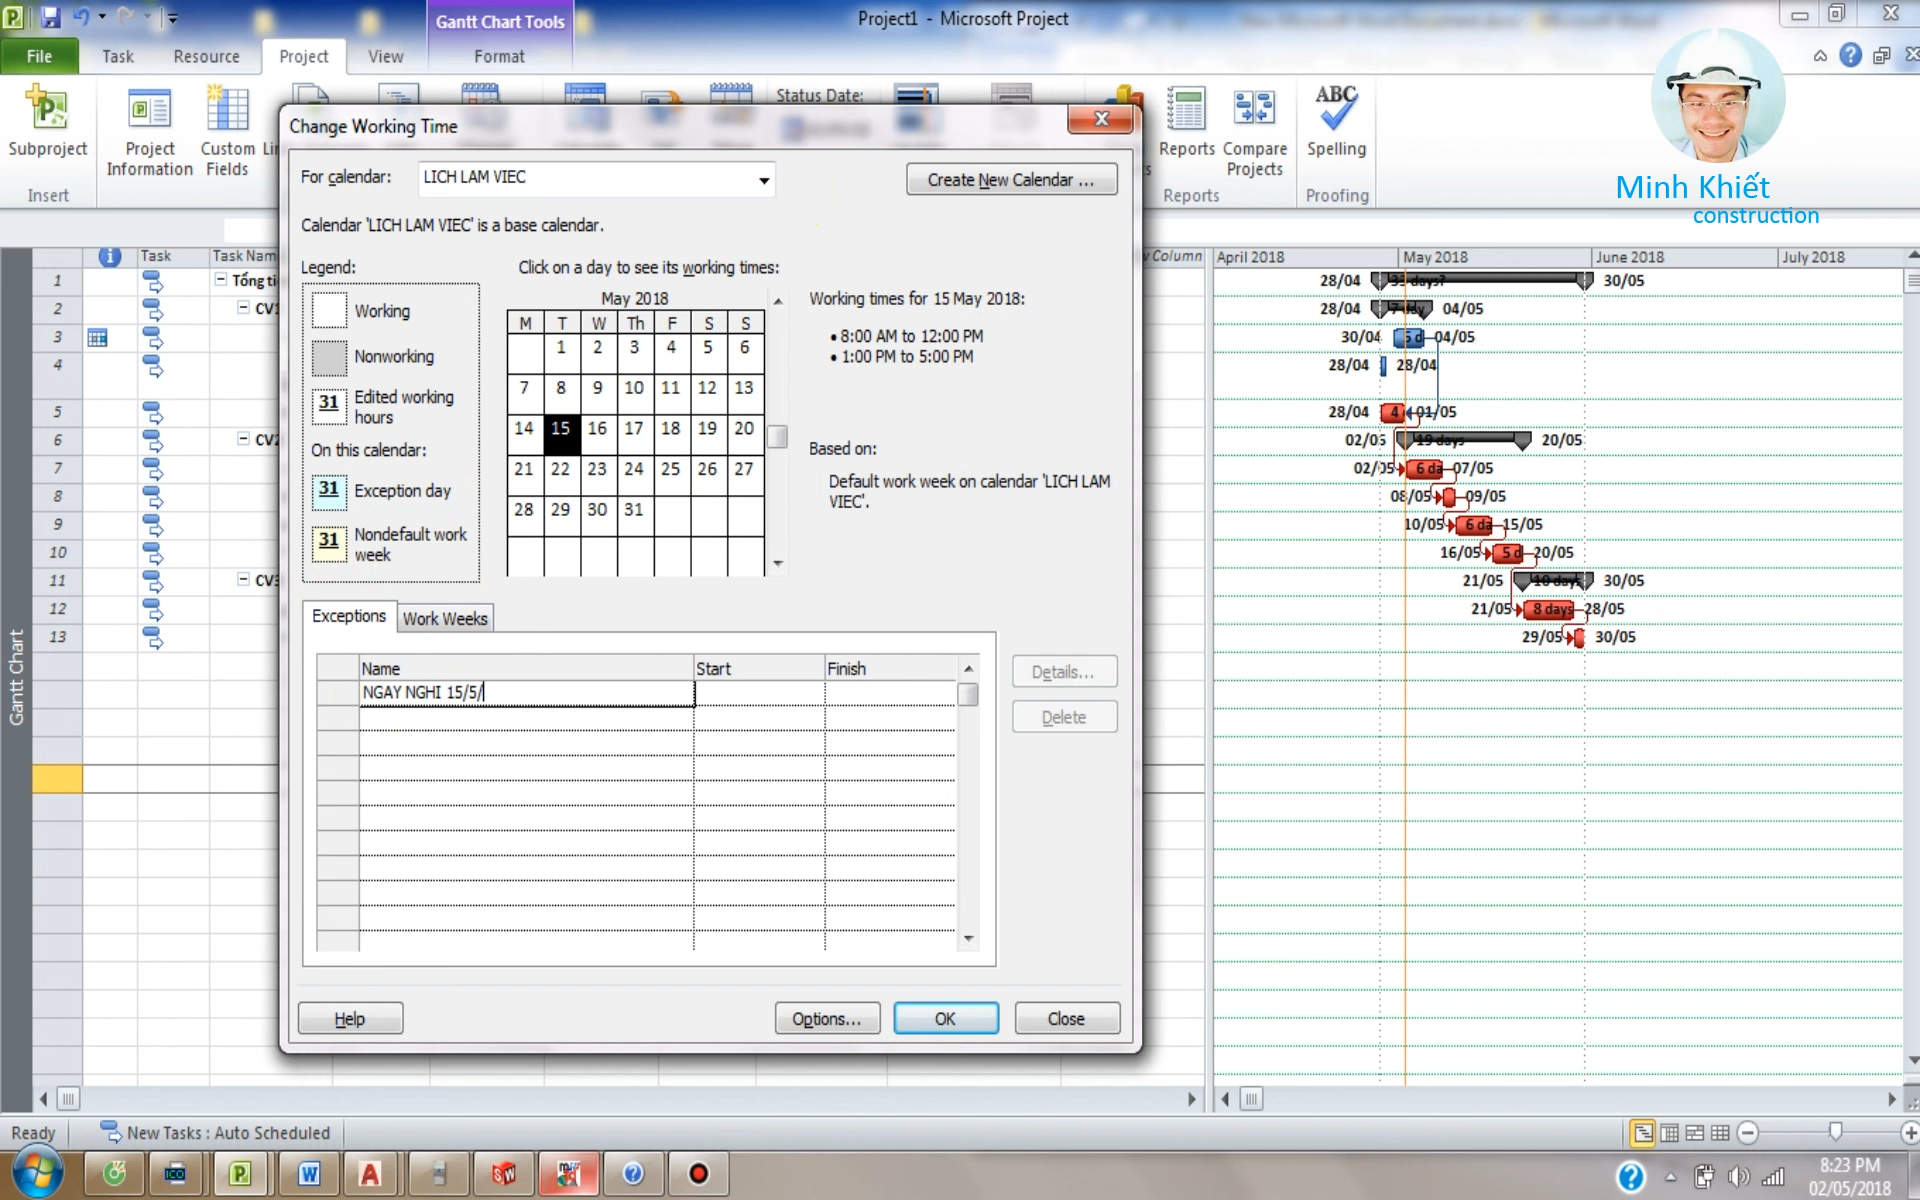 Gantt Chart Tools
Project1 - Microsoft Project
File
Task
Resource
Project
View
Format
Subproject
Project Information
Custom Fields
Status Date:
Reports
Compare Projects
ABC
Spelling
Insert
Reports
Proofing
Minh Khiết
construction
Change Working Time
For calendar:
LICH LAM VIEC
Create New Calendar ...
Calendar 'LICH LAM VIEC' is a base calendar.
Legend:
Working
Nonworking
31 Edited working
hours
On this calendar:
31 Exception day
31 Nondefault work
week
Click on a day to see its working times:
May 2018
M T W Th F S S
1 2 3 4 5 6
7 8 9 10 11 12 13
14 15 16 17 18 19 20
21 22 23 24 25 26 27
28 29 30 31
Working times for 15 May 2018:
• 8:00 AM to 12:00 PM
• 1:00 PM to 5:00 PM
Based on:
Default work week on calendar 'LICH LAM
VIEC'.
Exceptions
Work Weeks
Name Start Finish
NGAY NGHI 15/5/
Details...
Delete
Help
Options...
OK
Close
Gantt Chart
Task
Task Nam
Column
1 Tổng ti
2 CV1
3
4
5
6 CV2
7
8
9
10
11 CV3
12
13
April 2018 May 2018 June 2018 July 2018
28/04 33 days? 30/05
28/04 7 day 04/05
30/04 5 d 04/05
28/04 28/04
28/04 4 01/05
02/05 19 days 20/05
02/05 6 da 07/05
08/05 09/05
10/05 6 da 15/05
16/05 5 d 20/05
21/05 10 days 30/05
21/05 8 days 28/05
29/05 30/05
Ready
New Tasks : Auto Scheduled
8:23 PM
02/05/2018